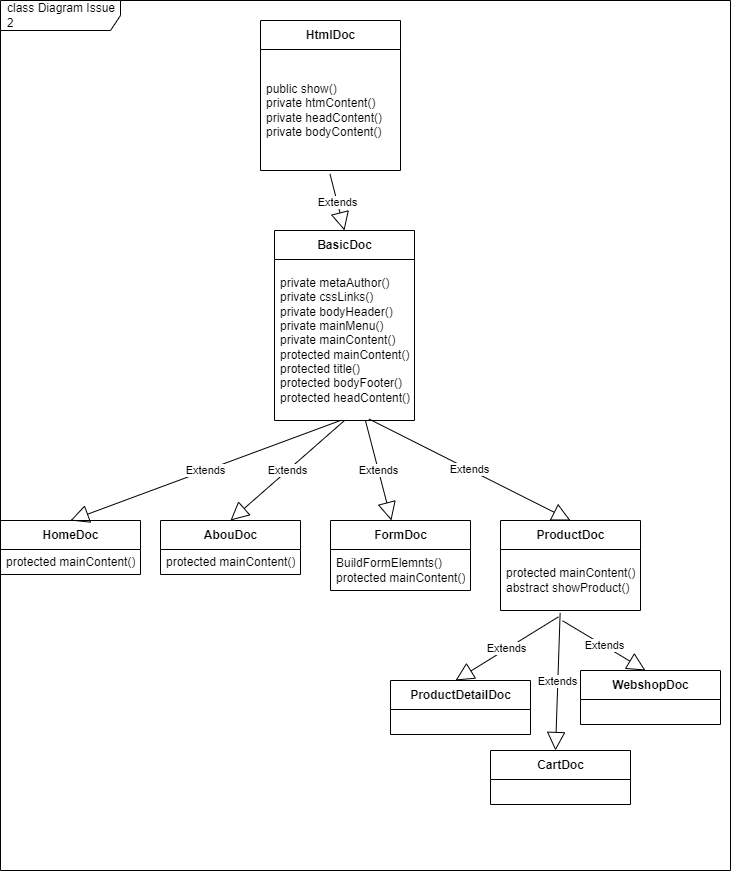 class Diagram Issue
2
HtmlDoc
public show()
private htmContent()
private headContent()
private bodyContent()
Extends
BasicDoc
private metaAuthor()
private cssLinks()
private bodyHeader()
private mainMenu()
private mainContent()
protected mainContent()
protected title()
protected bodyFooter()
protected headContent()
Extends
Extends
Extends
Extends
HomeDoc
protected mainContent()
AbouDoc
protected mainContent()
FormDoc
BuildFormElemnts()
protected mainContent()
ProductDoc
protected mainContent()
abstract showProduct()
Extends
Extends
Extends
ProductDetailDoc
WebshopDoc
CartDoc